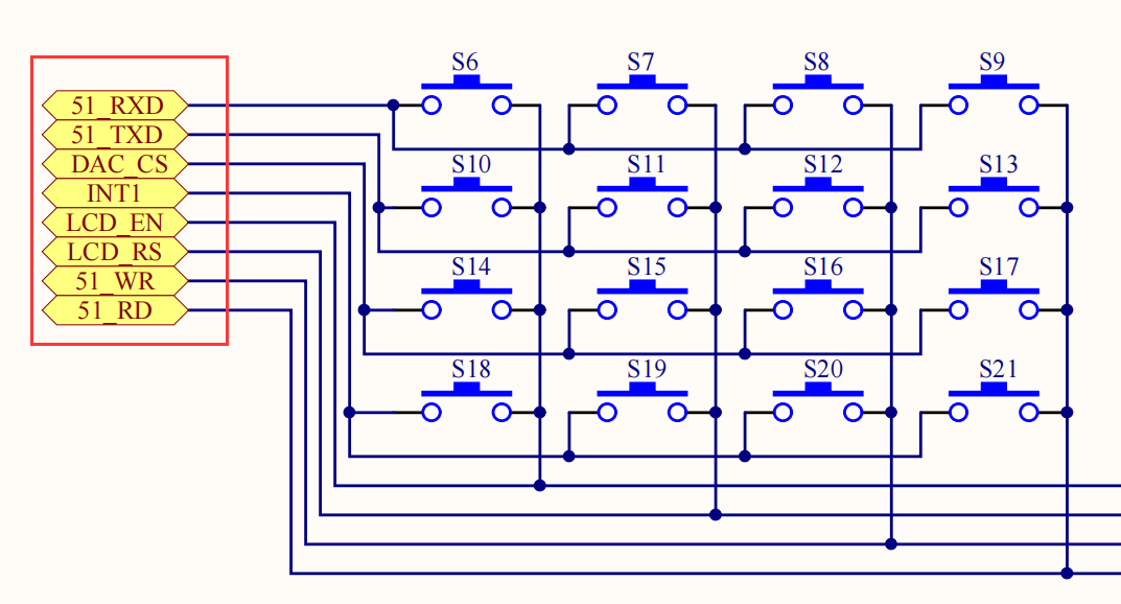 S6 S7 S8 S9
51_RXD
51_TXD
DAC_CS
INT1
LCD_EN
LCD_RS
51_WR
51_RD
S10 S11 S12 S13
S14 S15 S16 S17
S18 S19 S20 S21